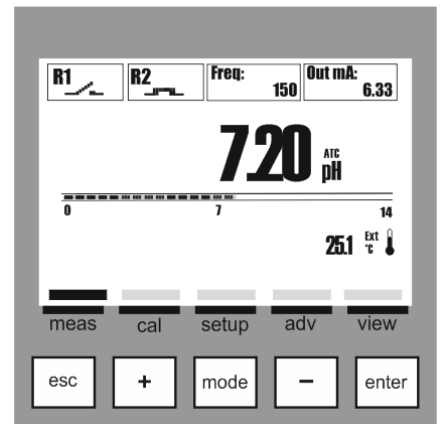 R1 R2 Freq: 150 Out mA: 6.33
7.20 ATC pH
0 7 14
25.1 Ext °C
meas cal setup adv view
esc + mode - enter